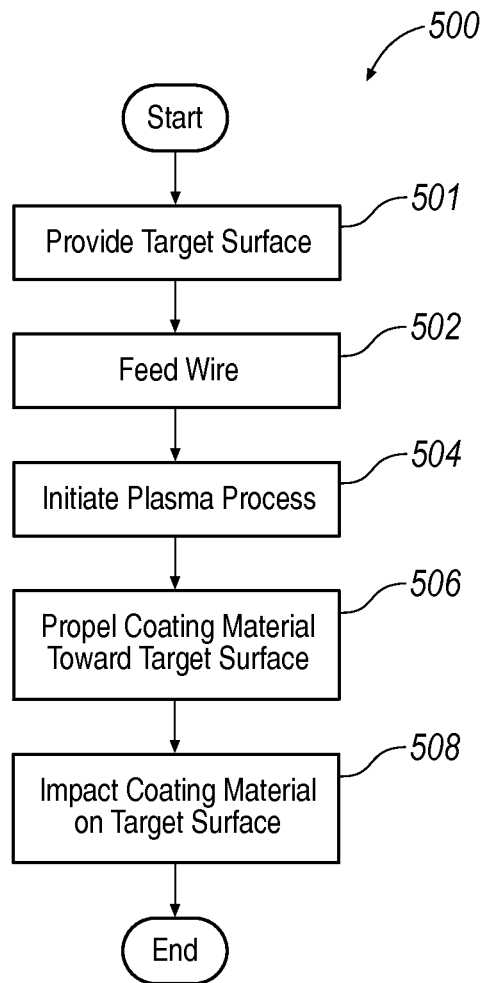 500
Start
501
Provide Target Surface
502
Feed Wire
504
Initiate Plasma Process
506
Propel Coating Material
Toward Target Surface
508
Impact Coating Material
on Target Surface
End